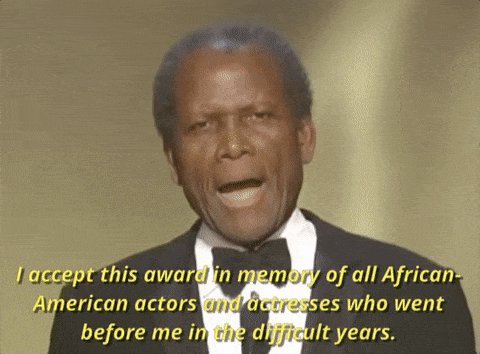 I accept this award in memory of all African-
American actors and actresses who went
before me in the difficult years.